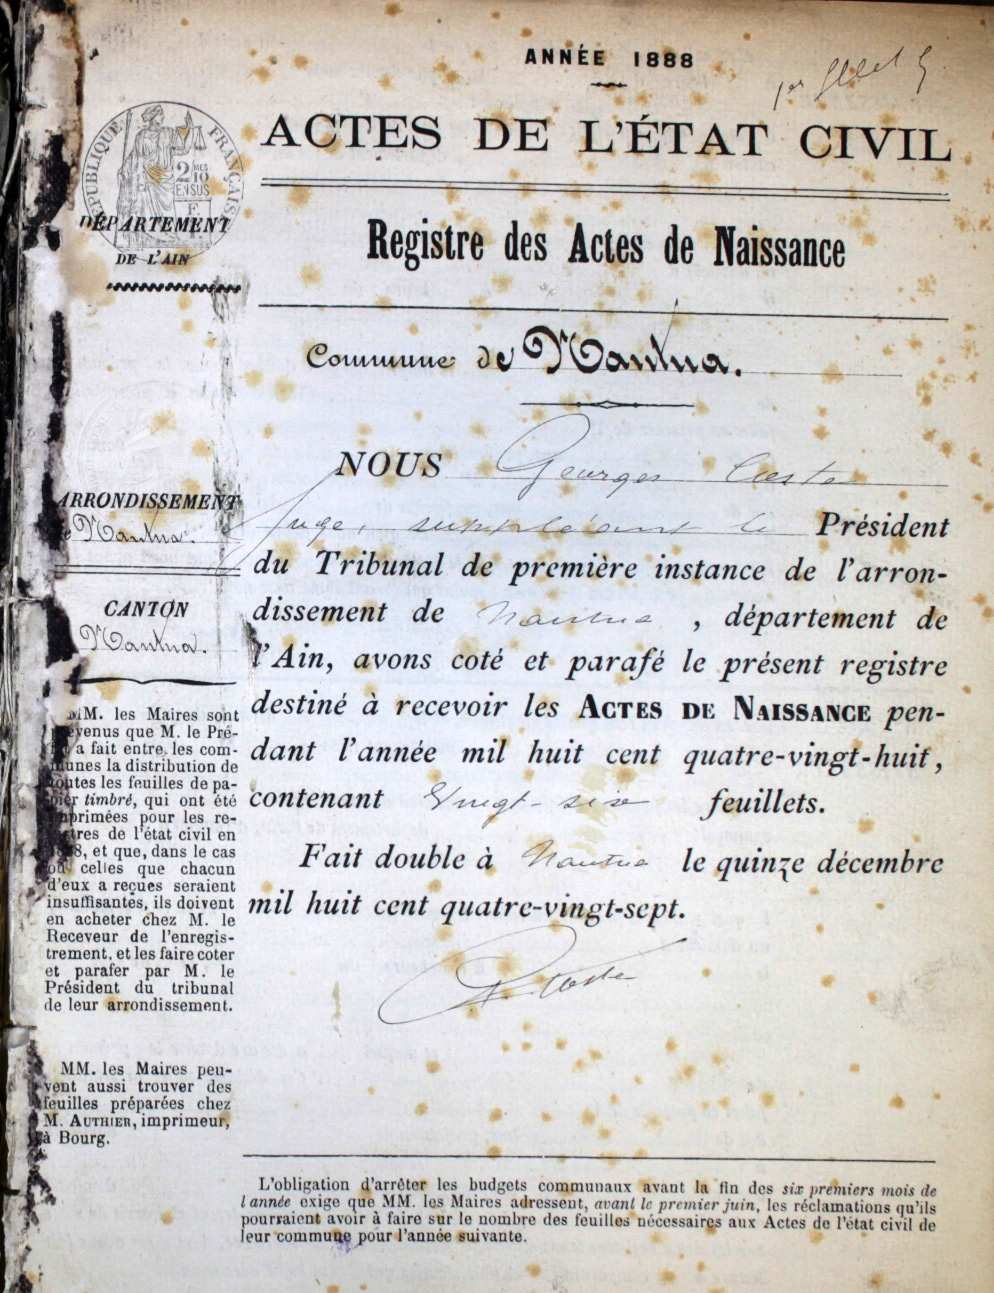 ANNÉE 1888
1er
ACTES DE L'ÉTAT CIVIL
RÉPUBLIQUE FRANÇAISE
2/10
EN SUS
DÉPARTEMENT
DE L'AIN
Registre des Actes de Naissance
Commune de Nantua.
NOUS Georges Coste
Juge, suppléant le Président
du Tribunal de première instance de l'arron-
dissement de Nantua, département de
l'Ain, avons coté et parafé le présent registre
destiné à recevoir les ACTES DE NAISSANCE pen-
dant l'année mil huit cent quatre-vingt-huit,
contenant Vingt-six feuillets.
Fait double à Nantua le quinze décembre
mil huit cent quatre-vingt-sept.
Coste
ARRONDISSEMENT
Nantua.
CANTON
Nantua.
MM. les Maires sont
prévenus que M. le Pré-
a fait entre les com-
munes la distribution de
toutes les feuilles de pa-
pier timbré, qui ont été
imprimées pour les re-
gistres de l'état civil en
1888, et que, dans le cas
où celles que chacun
d'eux a reçues seraient
insuffisantes, ils doivent
en acheter chez M. le
Receveur de l'enregis-
trement, et les faire coter
et parafer par M. le
Président du tribunal
de leur arrondissement.
MM. les Maires peu-
vent aussi trouver des
feuilles préparées chez
M. AUTHIER, imprimeur,
à Bourg.
L'obligation d'arrêter les budgets communaux avant la fin des six premiers mois de
l'année exige que MM. les Maires adressent, avant le premier juin, les réclamations qu'ils
pourraient avoir à faire sur le nombre des feuilles nécessaires aux Actes de l'état civil de
leur commune pour l'année suivante.